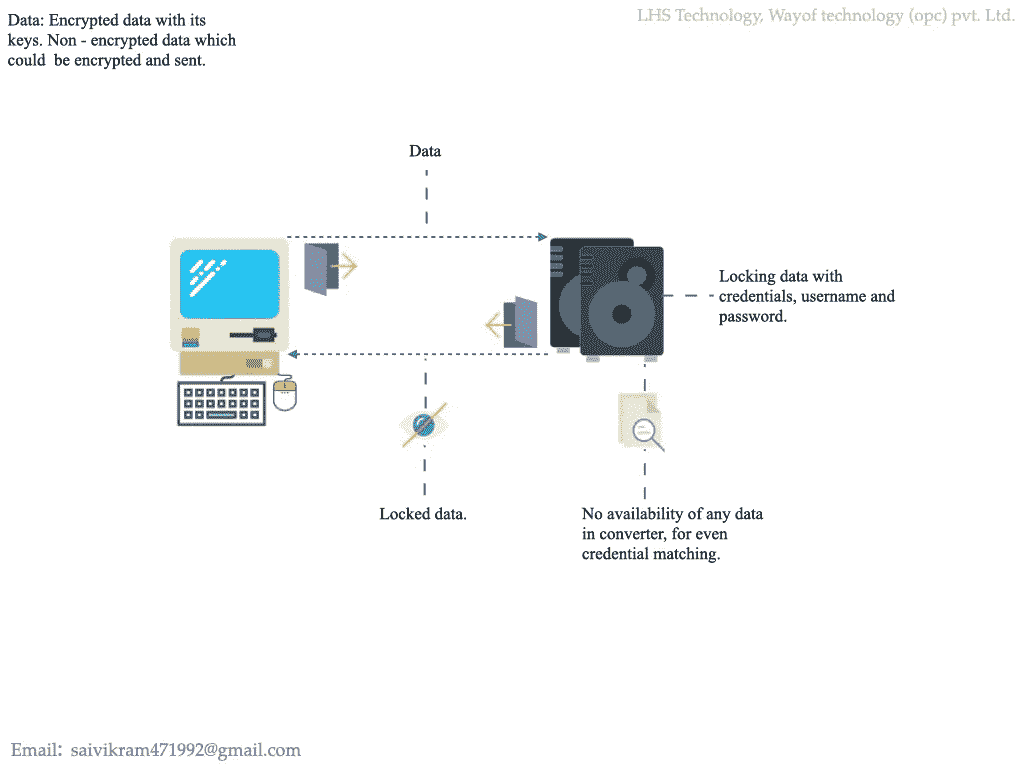 Data: Encrypted data with its
keys. Non - encrypted data which
could be encrypted and sent.
LHS Technology, Wayof technology (opc) pvt. Ltd.
Data
Locking data with
credentials, username and
password.
Locked data.
No availability of any data
in converter, for even
credential matching.
Email: saivikram471992@gmail.com